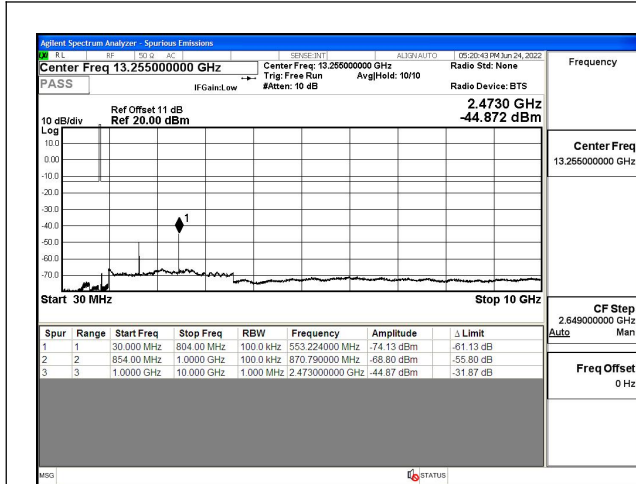 Agilent Spectrum Analyzer - Spurious Emissions
RL RF 50 Ω AC SENSE:INT ALIGN AUTO 05:20:43 PM Jun 24, 2022
Center Freq 13.255000000 GHz Center Freq: 13.255000000 GHz Radio Std: None Frequency
Trig: Free Run Avg|Hold: 10/10
PASS IFGain:Low #Atten: 10 dB Radio Device: BTS
Ref Offset 11 dB 2.4730 GHz
10 dB/div Ref 20.00 dBm -44.872 dBm
Log
10.0
0.00
-10.0
-20.0
-30.0
1
-40.0
-50.0
-60.0
-70.0
Start 30 MHz Stop 10 GHz
Center Freq
13.255000000 GHz
CF Step
2.649000000 GHz
Auto Man
Freq Offset
0 Hz
Spur Range Start Freq Stop Freq RBW Frequency Amplitude Δ Limit
1 1 30.000 MHz 804.00 MHz 100.0 kHz 553.224000 MHz -74.13 dBm -61.13 dB
2 2 854.00 MHz 1.0000 GHz 100.0 kHz 870.790000 MHz -68.80 dBm -55.80 dB
3 3 1.0000 GHz 10.000 GHz 1.000 MHz 2.473000000 GHz -44.87 dBm -31.87 dB
MSG STATUS